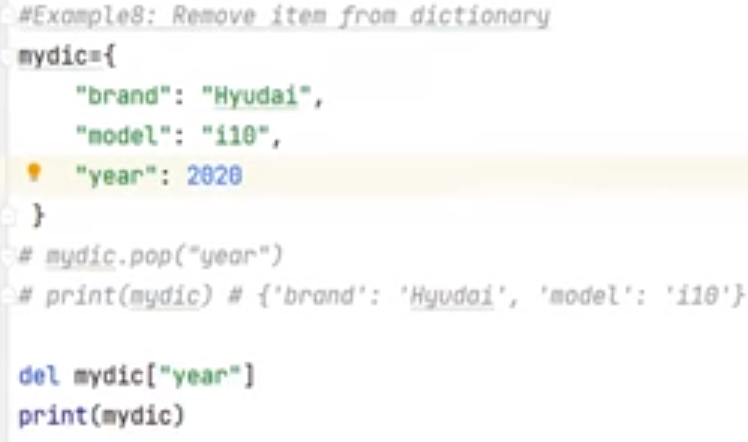 #Example8: Remove item from dictionary
mydic={
    "brand": "Hyudai",
    "model": "i10",
    "year": 2020
}
# mydic.pop("year")
# print(mydic) # {'brand': 'Hyudai', 'model': 'i10'}

del mydic["year"]
print(mydic)